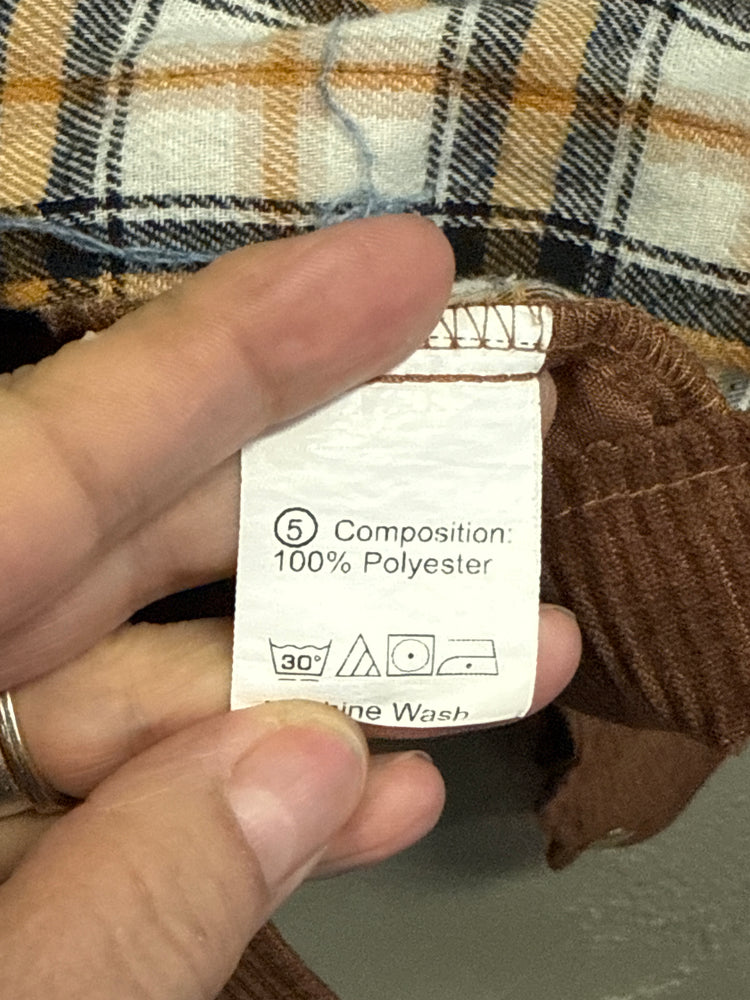 ⑤ Composition:
100% Polyester
30°
Wash